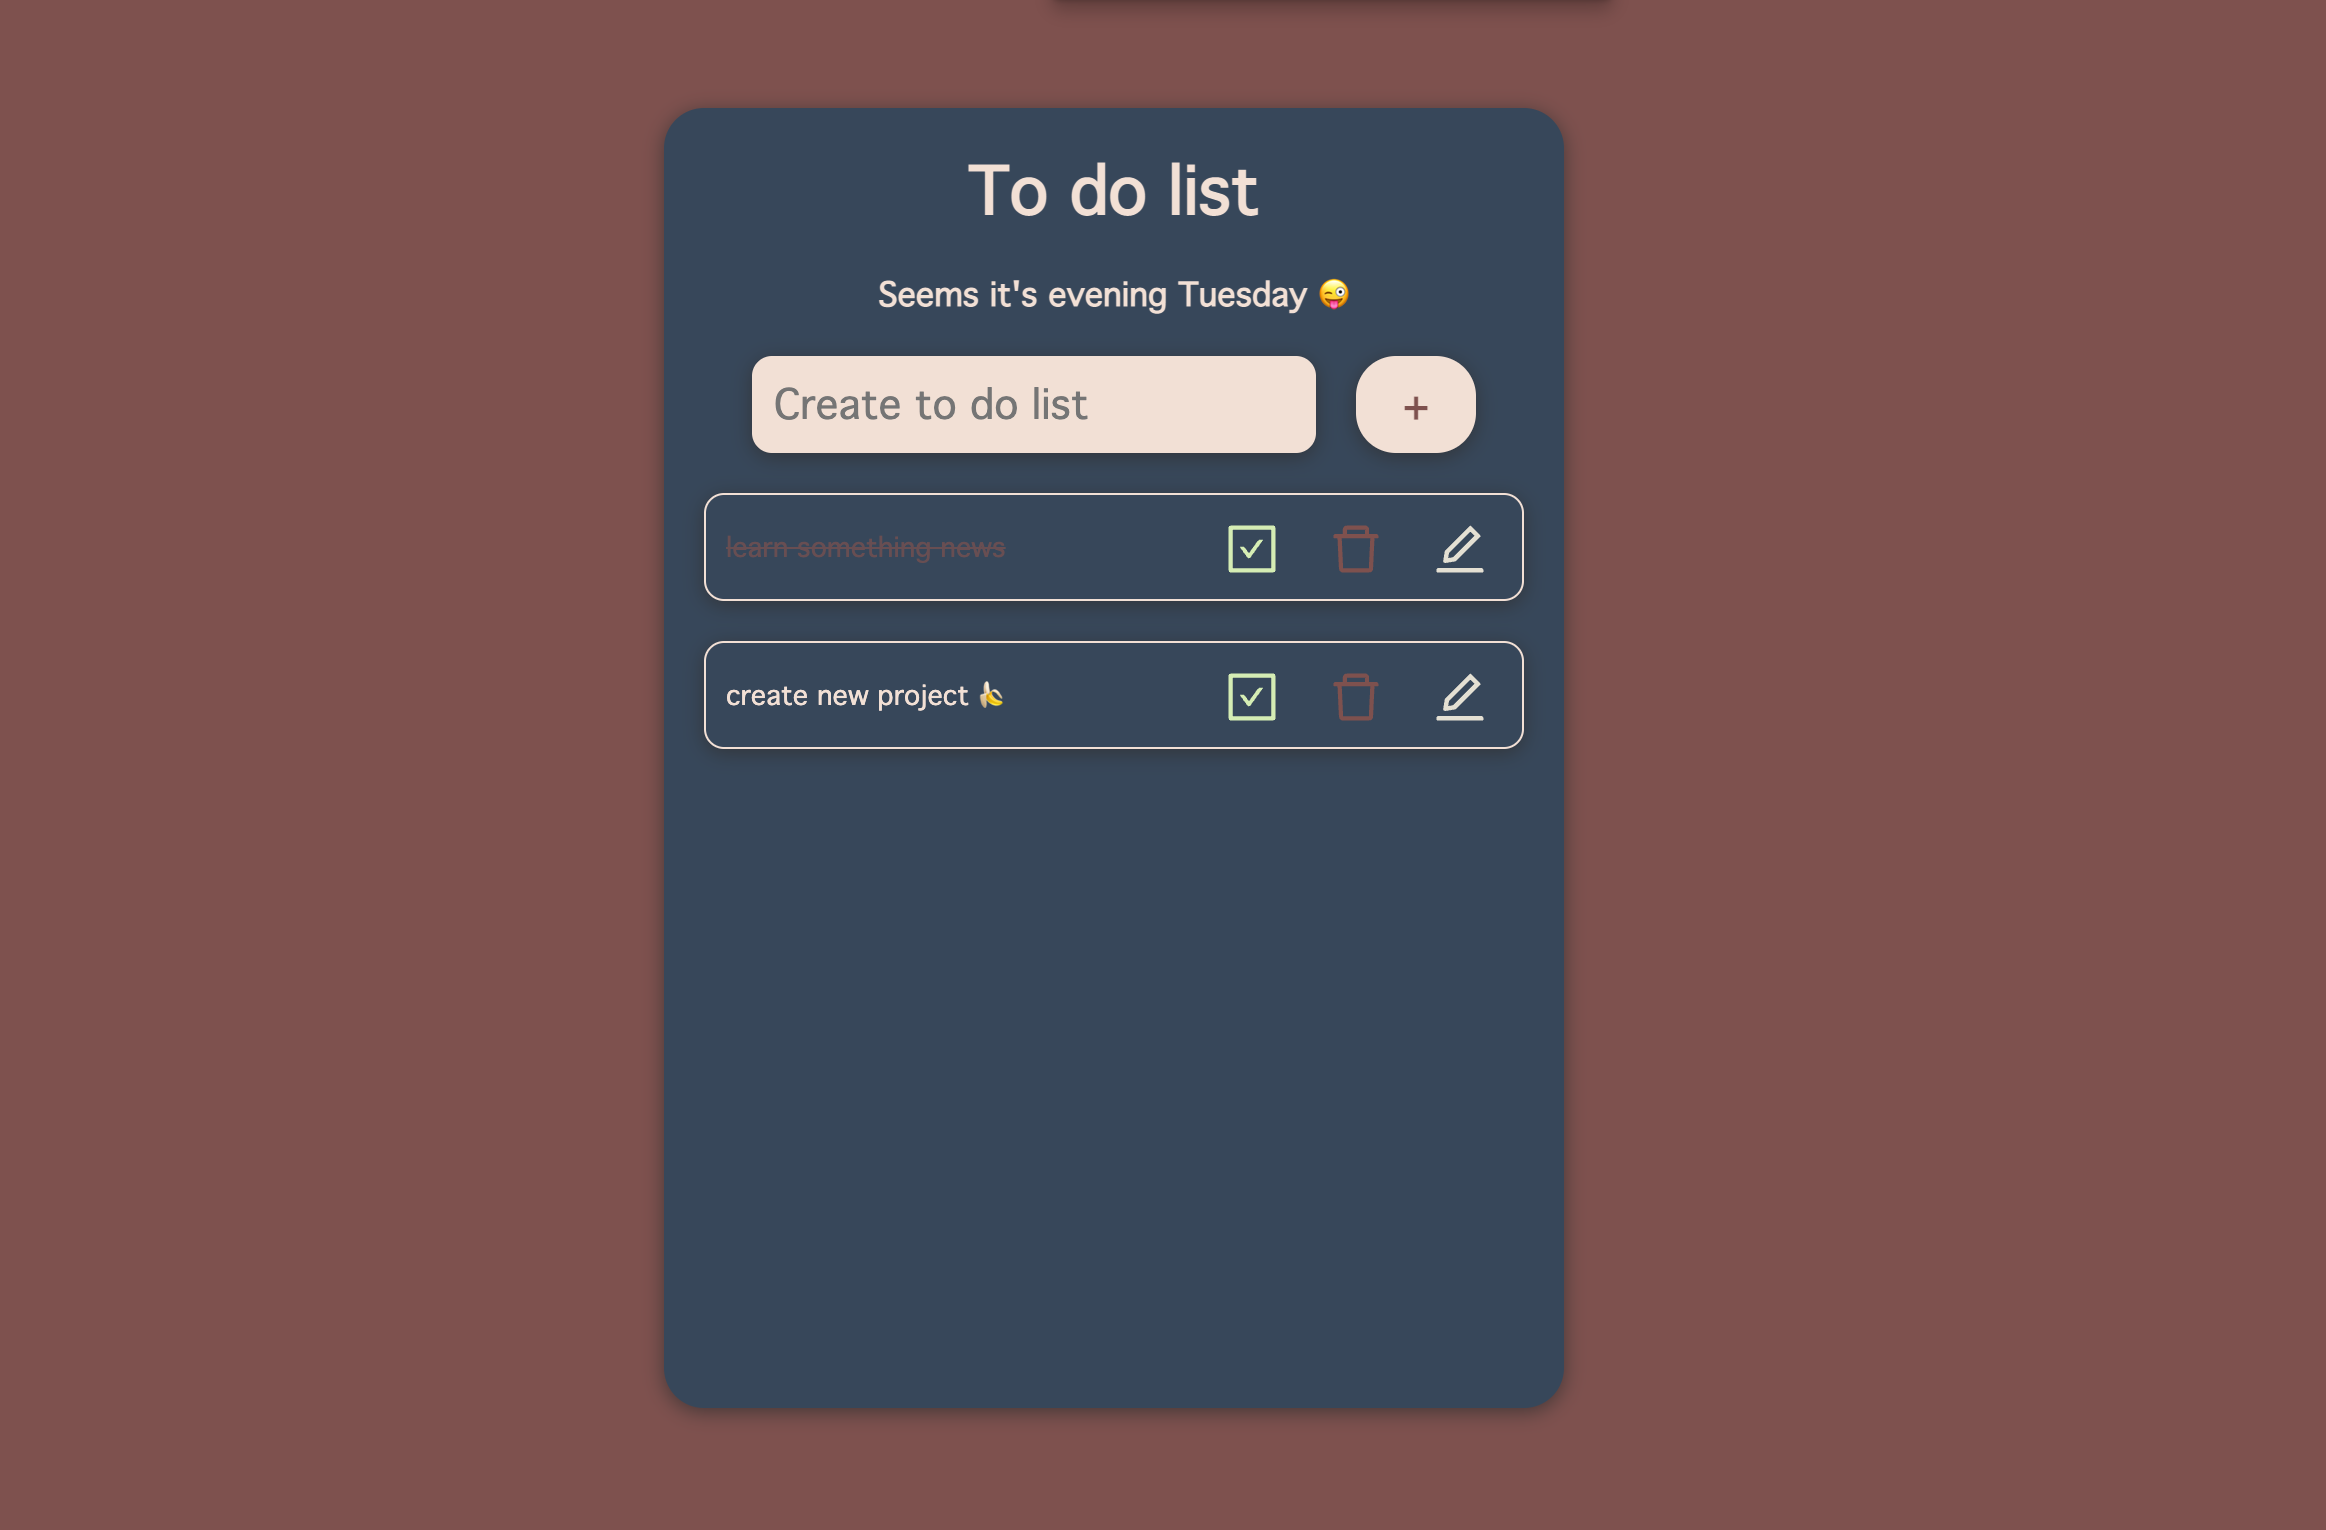 To do list
Seems it's evening Tuesday 😜
Create to do list
+
learn something news
create new project 🍌